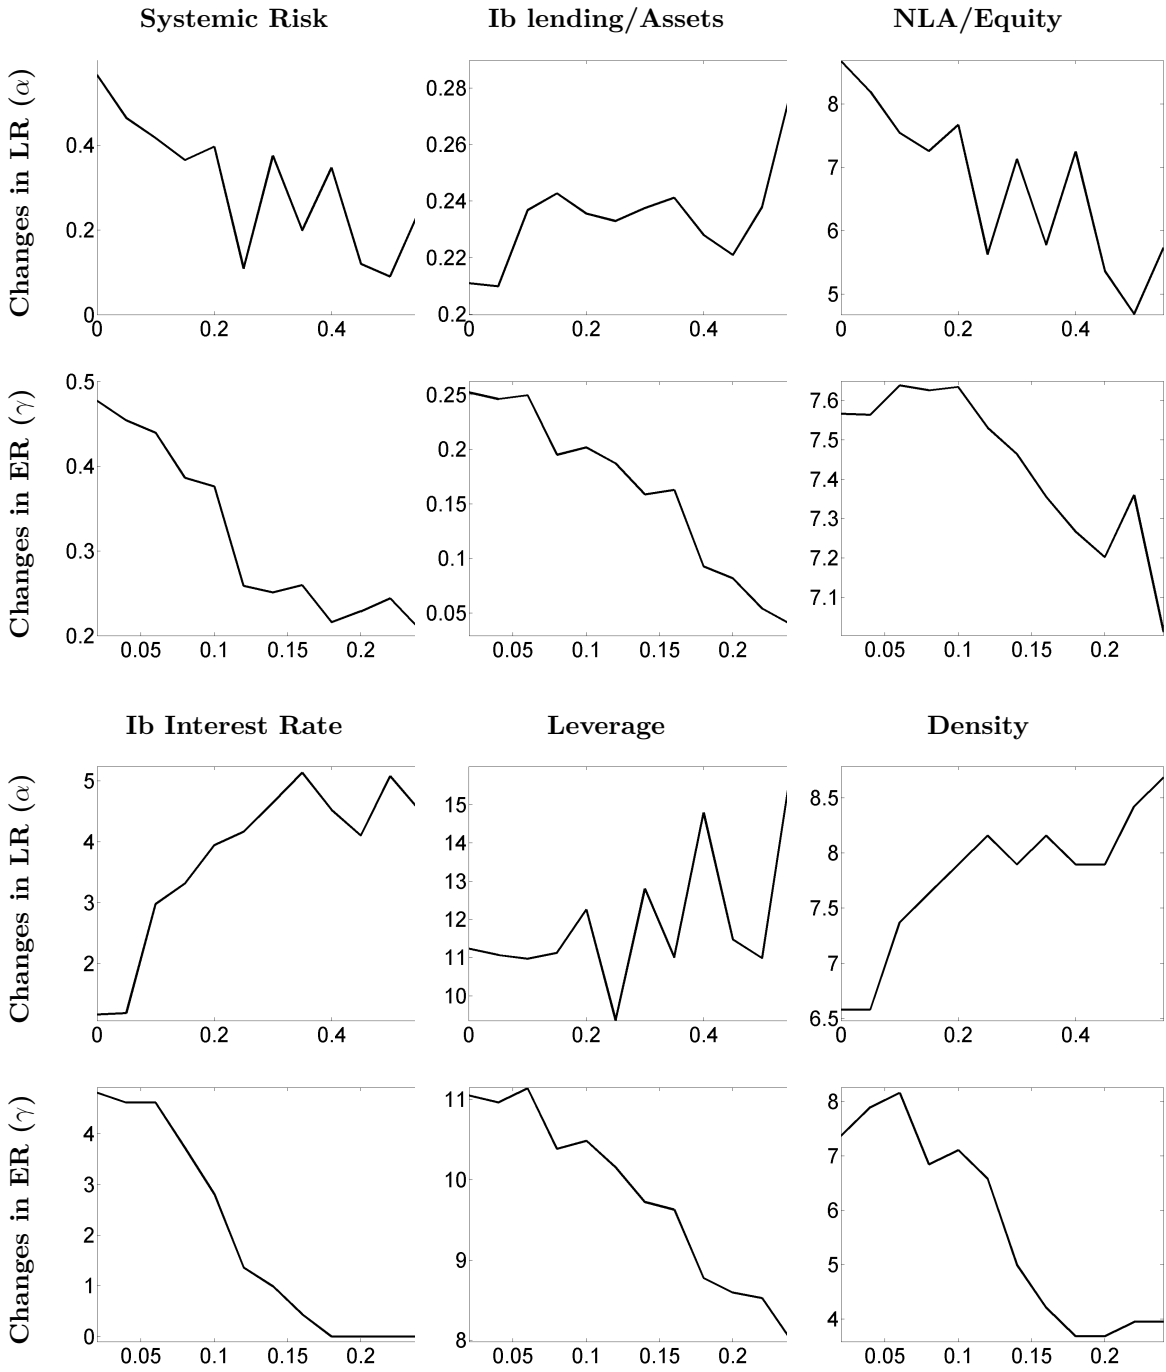 Systemic Risk
Ib lending/Assets
NLA/Equity
Changes in LR (α)
0.4
0.2
0
0 0.2 0.4
0.28
0.26
0.24
0.22
0.2
0 0.2 0.4
8
7
6
5
0 0.2 0.4
Changes in ER (γ)
0.5
0.4
0.3
0.2
0.05 0.1 0.15 0.2
0.25
0.2
0.15
0.1
0.05
0.05 0.1 0.15 0.2
7.6
7.5
7.4
7.3
7.2
7.1
0.05 0.1 0.15 0.2
Ib Interest Rate
Leverage
Density
Changes in LR (α)
5
4
3
2
0 0.2 0.4
15
14
13
12
11
10
0 0.2 0.4
8.5
8
7.5
7
6.5
0 0.2 0.4
Changes in ER (γ)
4
3
2
1
0
0.05 0.1 0.15 0.2
11
10
9
8
0.05 0.1 0.15 0.2
8
7
6
5
4
0.05 0.1 0.15 0.2